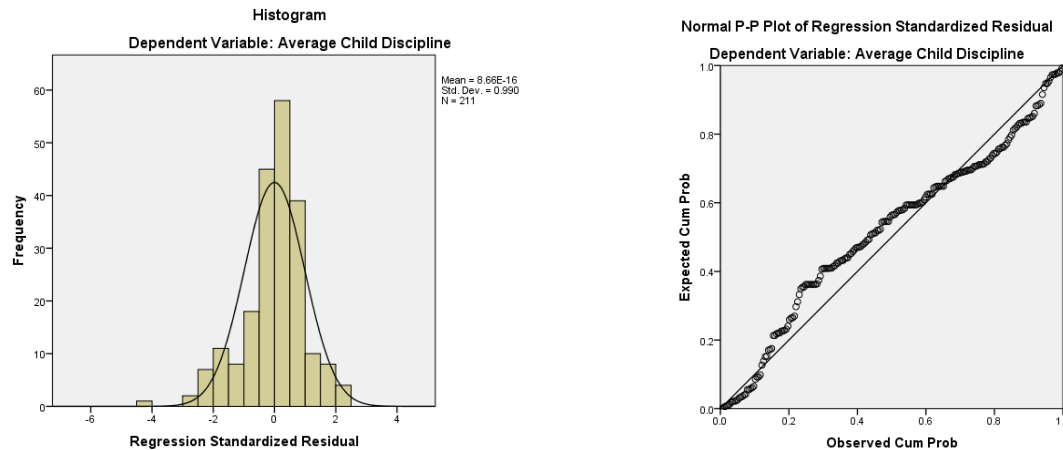 Histogram
Dependent Variable: Average Child Discipline
Mean = 8.66E-16
Std. Dev. = 0.990
N = 211
60
50
40
30
20
10
0
Frequency
-6
-4
-2
0
2
4
Regression Standardized Residual
Normal P-P Plot of Regression Standardized Residual
Dependent Variable: Average Child Discipline
1.0
0.8
0.6
0.4
0.2
0.0
Expected Cum Prob
0.0
0.2
0.4
0.6
0.8
1
Observed Cum Prob